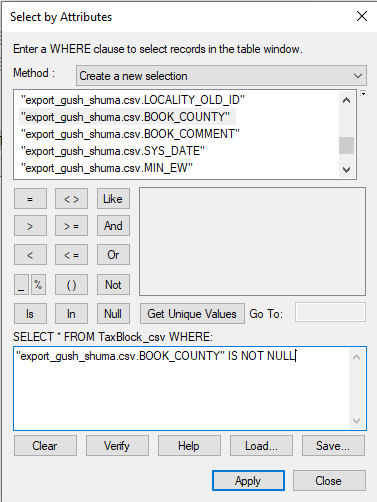 Select by Attributes
Enter a WHERE clause to select records in the table window.
Method : Create a new selection
"export_gush_shuma.csv.LOCALITY_OLD_ID"
"export_gush_shuma.csv.BOOK_COUNTY"
"export_gush_shuma.csv.BOOK_COMMENT"
"export_gush_shuma.csv.SYS_DATE"
"export_gush_shuma.csv.MIN_EW"
= < > Like
> > = And
< < = Or
_ % ( ) Not
Is In Null Get Unique Values Go To:
SELECT * FROM TaxBlock_csv WHERE:
"export_gush_shuma.csv.BOOK_COUNTY" IS NOT NULL
Clear Verify Help Load... Save...
Apply Close